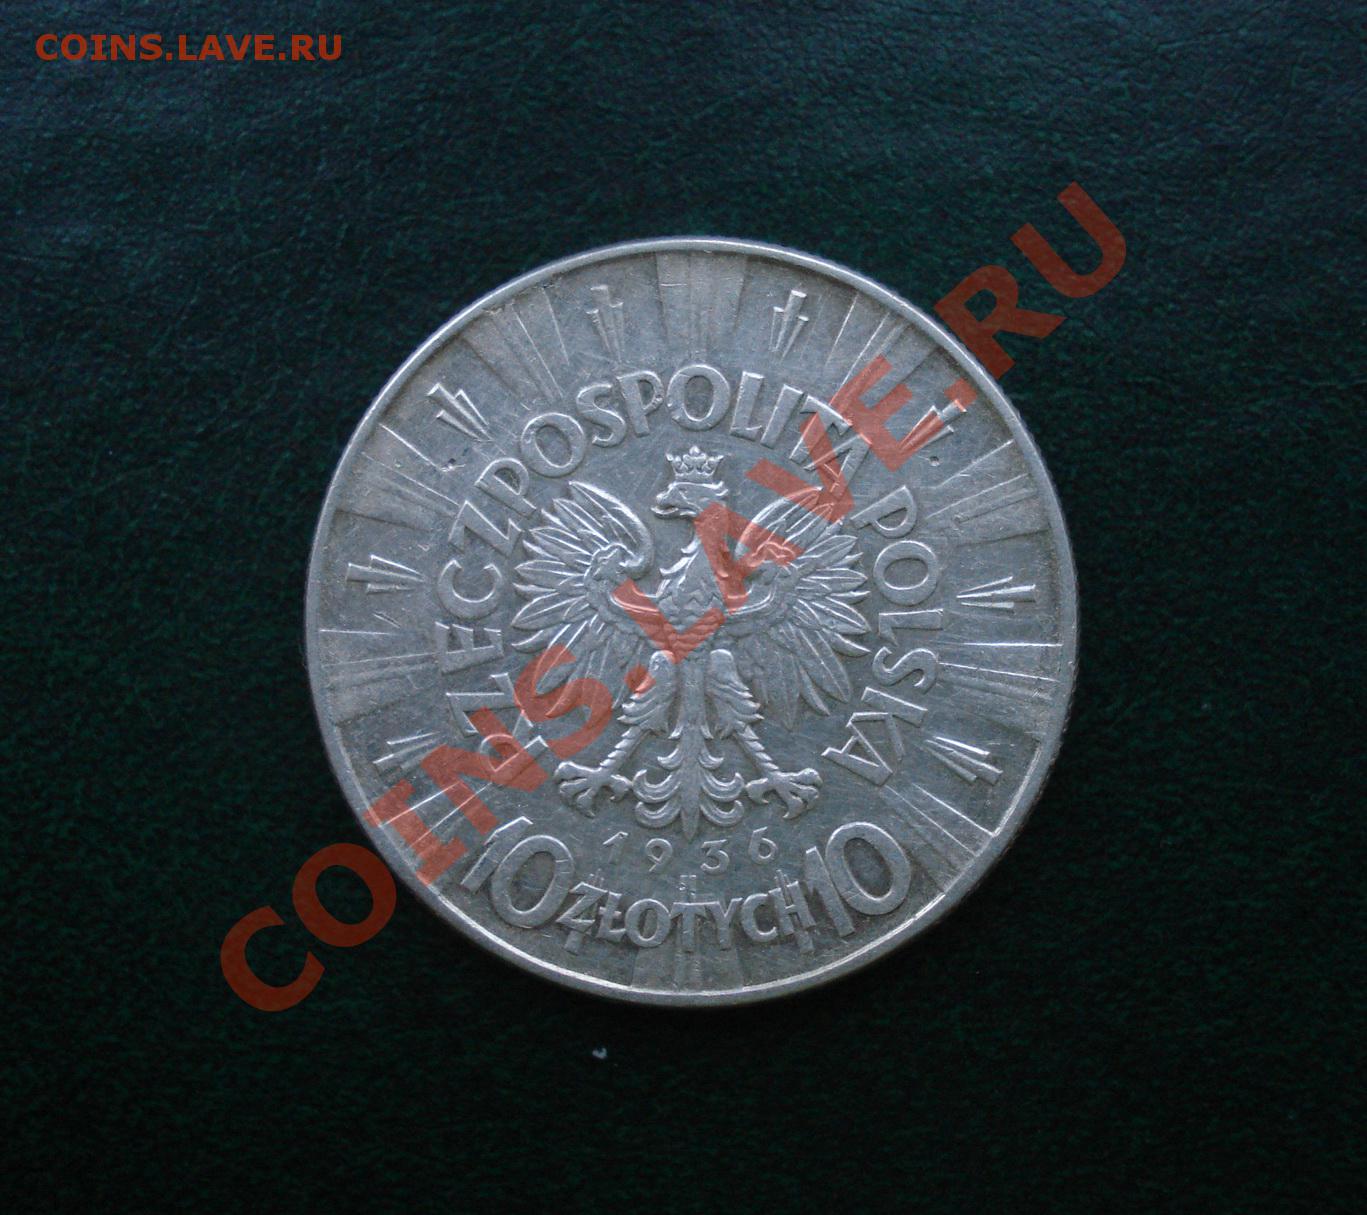 COINS.LAVE.RU
RZECZPOSPOLITA POLSKA
1936
10 ZŁOTYCH 10
COINS.LAVE.RU